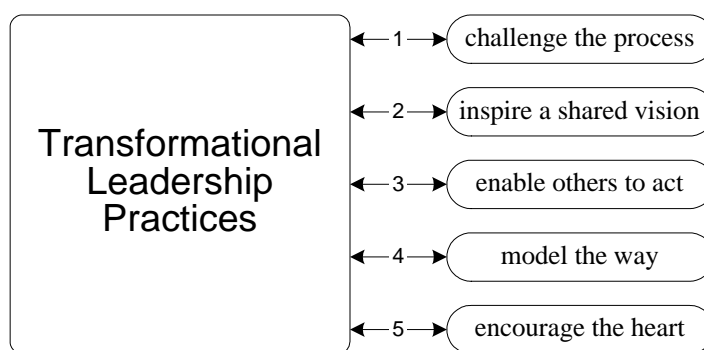 Transformational
Leadership
Practices
1
challenge the process
2
inspire a shared vision
3
enable others to act
4
model the way
5
encourage the heart